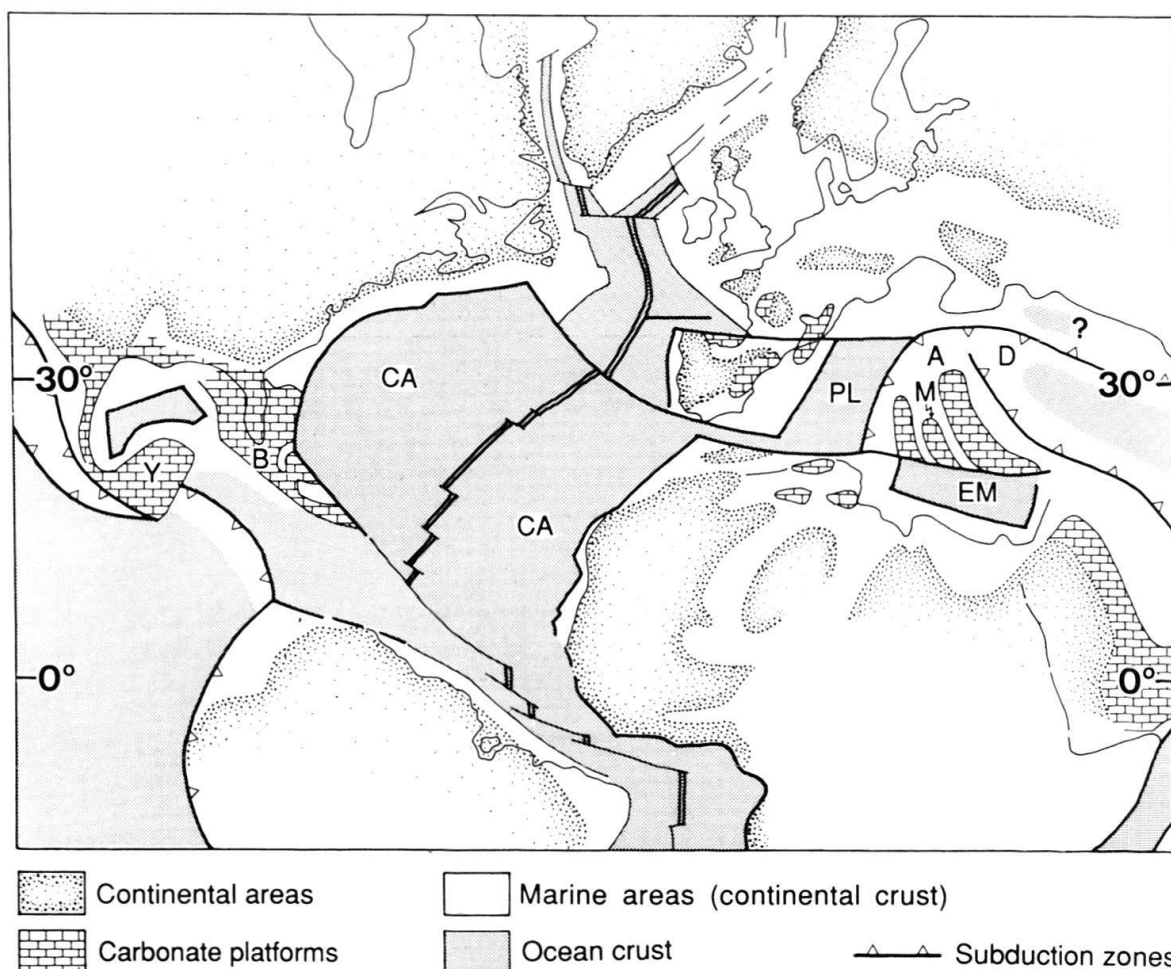 ?
CA
A
D
30°
30°
PL
M
Y
B
EM
CA
0°
0°
Continental areas
Marine areas (continental crust)
Carbonate platforms
Ocean crust
Subduction zones